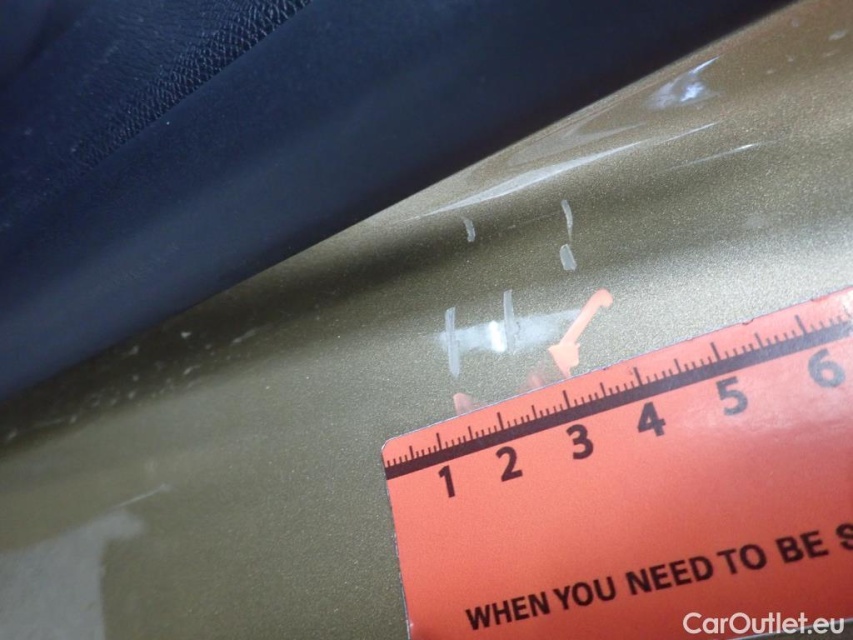 1 2 3 4 5 6
WHEN YOU NEED TO BE S
CarOutlet.eu